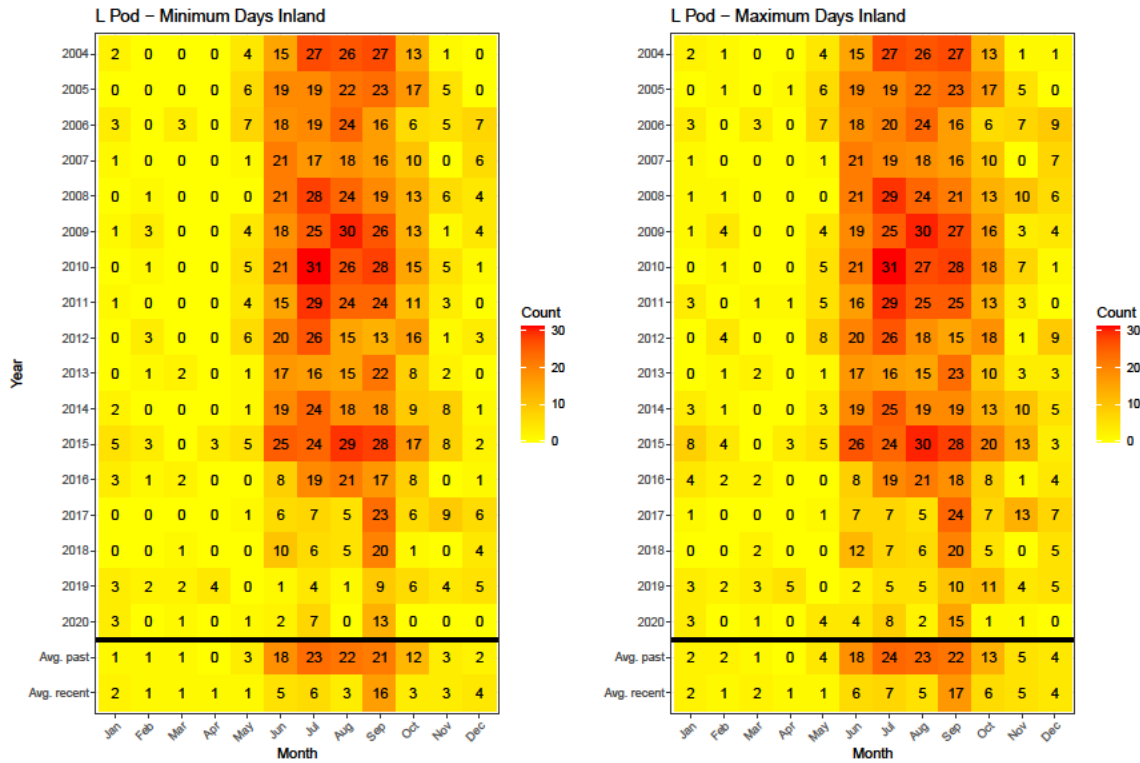 L Pod – Minimum Days Inland
2004 2 0 0 0 4 15 27 26 27 13 1 0
2005 0 0 0 0 6 19 19 22 23 17 5 0
2006 3 0 3 0 7 18 19 24 16 6 5 7
2007 1 0 0 0 1 21 17 18 16 10 0 6
2008 0 1 0 0 0 21 28 24 19 13 6 4
2009 1 3 0 0 4 18 25 30 26 13 1 4
2010 0 1 0 0 5 21 31 26 28 15 5 1
2011 1 0 0 0 4 15 29 24 24 11 3 0
2012 0 3 0 0 6 20 26 15 13 16 1 3
2013 0 1 2 0 1 17 16 15 22 8 2 0
2014 2 0 0 0 1 19 24 18 18 9 8 1
2015 5 3 0 3 5 25 24 29 28 17 8 2
2016 3 1 2 0 0 8 19 21 17 8 0 1
2017 0 0 0 0 1 6 7 5 23 6 9 6
2018 0 0 1 0 0 10 6 5 20 1 0 4
2019 3 2 2 4 0 1 4 1 9 6 4 5
2020 3 0 1 0 1 2 7 0 13 0 0 0
Avg. past 1 1 1 0 3 18 23 22 21 12 3 2
Avg. recent 2 1 1 1 1 5 6 3 16 3 3 4
Jan Feb Mar Apr May Jun Jul Aug Sep Oct Nov Dec
Month
Year
Count
30
20
10
0
L Pod – Maximum Days Inland
2004 2 1 0 0 4 15 27 26 27 13 1 1
2005 0 1 0 1 6 19 19 22 23 17 5 0
2006 3 0 3 0 7 18 20 24 16 6 7 9
2007 1 0 0 0 1 21 19 18 16 10 0 7
2008 1 1 0 0 0 21 29 24 21 13 10 6
2009 1 4 0 0 4 19 25 30 27 16 3 4
2010 0 1 0 0 5 21 31 27 28 18 7 1
2011 3 0 1 1 5 16 29 25 25 13 3 0
2012 0 4 0 0 8 20 26 18 15 18 1 9
2013 0 1 2 0 1 17 16 15 23 10 3 3
2014 3 1 0 0 3 19 25 19 19 13 10 5
2015 8 4 0 3 5 26 24 30 28 20 13 3
2016 4 2 2 0 0 8 19 21 18 8 1 4
2017 1 0 0 0 1 7 7 5 24 7 13 7
2018 0 0 2 0 0 12 7 6 20 5 0 5
2019 3 2 3 5 0 2 5 5 10 11 4 5
2020 3 0 1 0 4 4 8 2 15 1 1 0
Avg. past 2 2 1 0 4 18 24 23 22 13 5 4
Avg. recent 2 1 2 1 1 6 7 5 17 6 5 4
Jan Feb Mar Apr May Jun Jul Aug Sep Oct Nov Dec
Month
Count
30
20
10
0